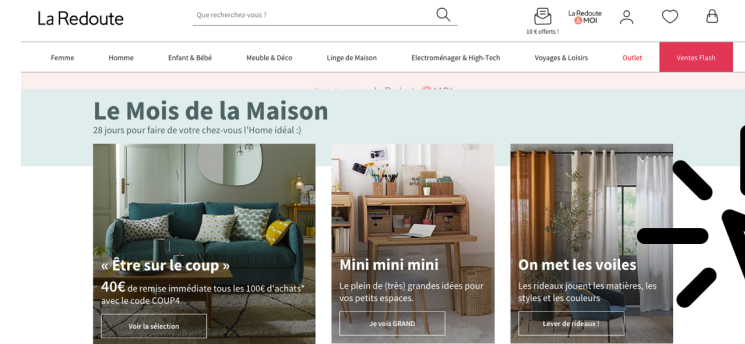 La Redoute
Que recherchez-vous ?
10 € offerts !
La Redoute
& MOI
Femme
Homme
Enfant & Bébé
Meuble & Déco
Linge de Maison
Electroménager & High-Tech
Voyages & Loisirs
Outlet
Ventes Flash
Le Mois de la Maison
28 jours pour faire de votre chez-vous l'Home idéal :)
« Être sur le coup »
40€ de remise immédiate tous les 100€ d'achats*
avec le code COUP4
Voir la sélection
Mini mini mini
Le plein de (très) grandes idées pour
vos petits espaces.
Je vois GRAND
On met les voiles
Les rideaux jouent les matières, les
styles et les couleurs
Lever de rideaux !